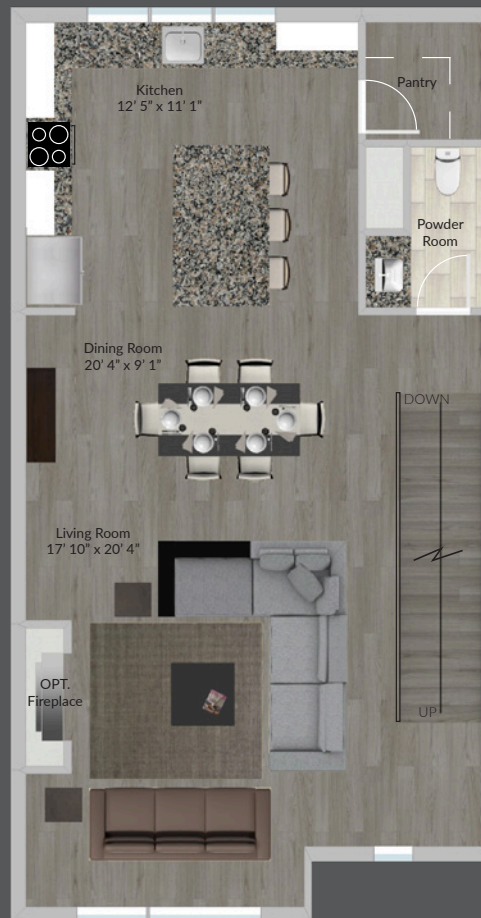 Kitchen
12’ 5” x 11’ 1”
Pantry
Powder
Room
Dining Room
20’ 4” x 9’ 1”
DOWN
Living Room
17’ 10” x 20’ 4”
OPT.
Fireplace
UP